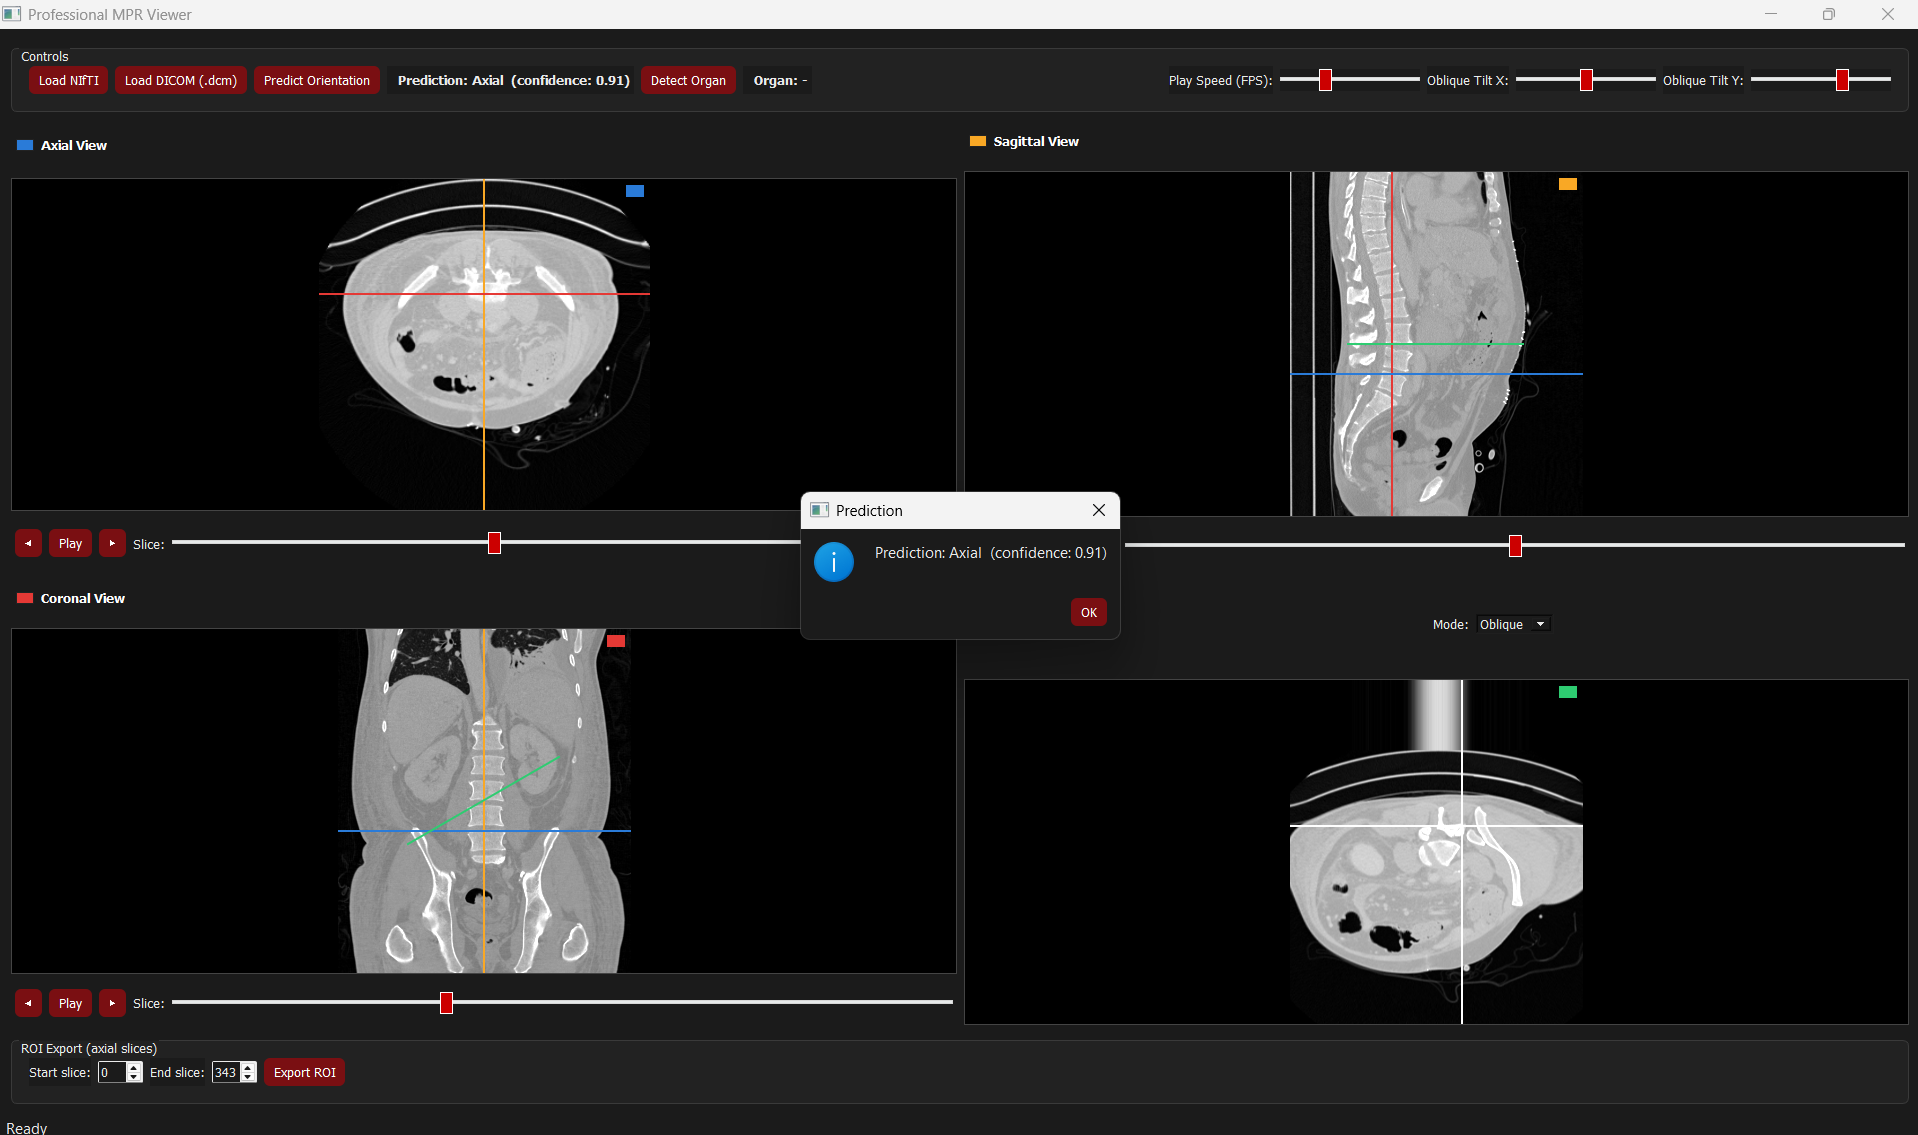 Professional MPR Viewer
Controls
Load NIfTI Load DICOM (.dcm) Predict Orientation Prediction: Axial (confidence: 0.91) Detect Organ Organ: - Play Speed (FPS): Oblique Tilt X: Oblique Tilt Y:
Axial View
Sagittal View
Play Slice:
Prediction
Prediction: Axial (confidence: 0.91)
OK
Coronal View
Mode: Oblique
Play Slice:
ROI Export (axial slices)
Start slice: 0 End slice: 343 Export ROI
Ready